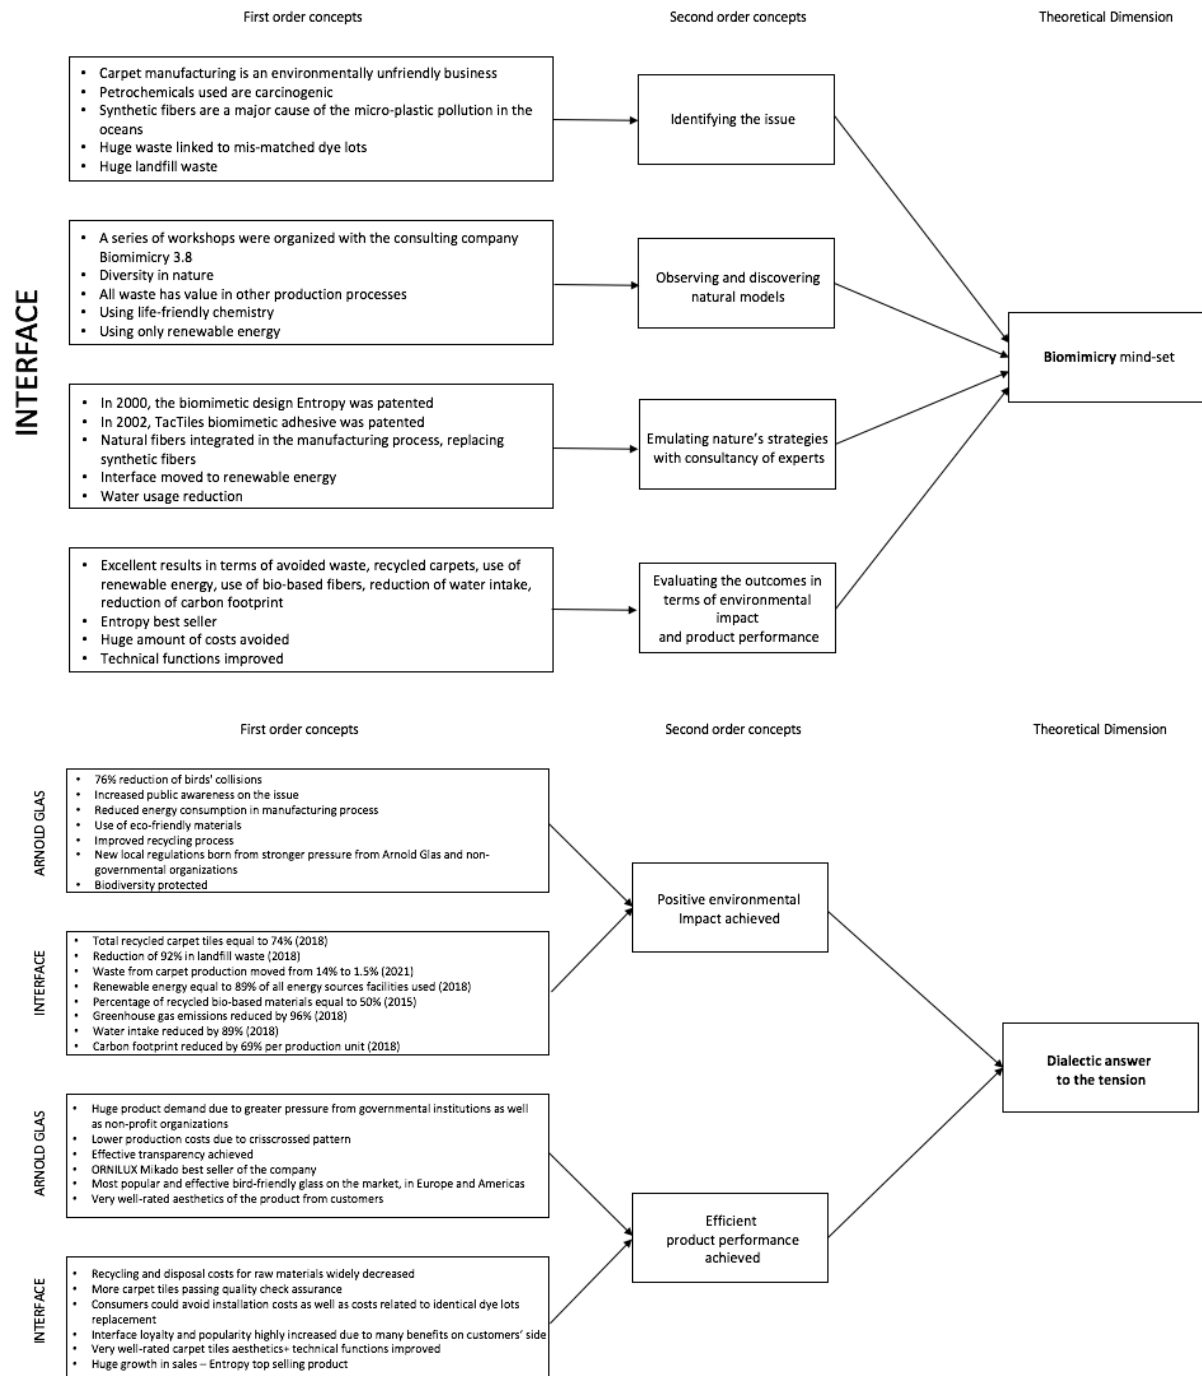 First order concepts
Second order concepts
Theoretical Dimension
INTERFACE
• Carpet manufacturing is an environmentally unfriendly business
• Petrochemicals used are carcinogenic
• Synthetic fibers are a major cause of the micro-plastic pollution in the
oceans
• Huge waste linked to mis-matched dye lots
• Huge landfill waste
Identifying the issue
• A series of workshops were organized with the consulting company
Biomimicry 3.8
• Diversity in nature
• All waste has value in other production processes
• Using life-friendly chemistry
• Using only renewable energy
Observing and discovering
natural models
Biomimicry mind-set
• In 2000, the biomimetic design Entropy was patented
• In 2002, TacTiles biomimetic adhesive was patented
• Natural fibers integrated in the manufacturing process, replacing
synthetic fibers
• Interface moved to renewable energy
• Water usage reduction
Emulating nature's strategies
with consultancy of experts
• Excellent results in terms of avoided waste, recycled carpets, use of
renewable energy, use of bio-based fibers, reduction of water intake,
reduction of carbon footprint
• Entropy best seller
• Huge amount of costs avoided
• Technical functions improved
Evaluating the outcomes in
terms of environmental
impact
and product performance
First order concepts
Second order concepts
Theoretical Dimension
ARNOLD GLAS
• 76% reduction of birds' collisions
• Increased public awareness on the issue
• Reduced energy consumption in manufacturing process
• Use of eco-friendly materials
• Improved recycling process
• New local regulations born from stronger pressure from Arnold Glas and non-
governmental organizations
• Biodiversity protected
Positive environmental
Impact achieved
INTERFACE
• Total recycled carpet tiles equal to 74% (2018)
• Reduction of 92% in landfill waste (2018)
• Waste from carpet production moved from 14% to 1.5% (2021)
• Renewable energy equal to 89% of all energy sources facilities used (2018)
• Percentage of recycled bio-based materials equal to 50% (2015)
• Greenhouse gas emissions reduced by 96% (2018)
• Water intake reduced by 89% (2018)
• Carbon footprint reduced by 69% per production unit (2018)
Dialectic answer
to the tension
ARNOLD GLAS
• Huge product demand due to greater pressure from governmental institutions as well
as non-profit organizations
• Lower production costs due to crisscrossed pattern
• Effective transparency achieved
• ORNILUX Mikado best seller of the company
• Most popular and effective bird-friendly glass on the market, in Europe and Americas
• Very well-rated aesthetics of the product from customers
Efficient
product performance
achieved
INTERFACE
• Recycling and disposal costs for raw materials widely decreased
• More carpet tiles passing quality check assurance
• Consumers could avoid installation costs as well as costs related to identical dye lots
replacement
• Interface loyalty and popularity highly increased due to many benefits on customers' side
• Very well-rated carpet tiles aesthetics+ technical functions improved
• Huge growth in sales – Entropy top selling product